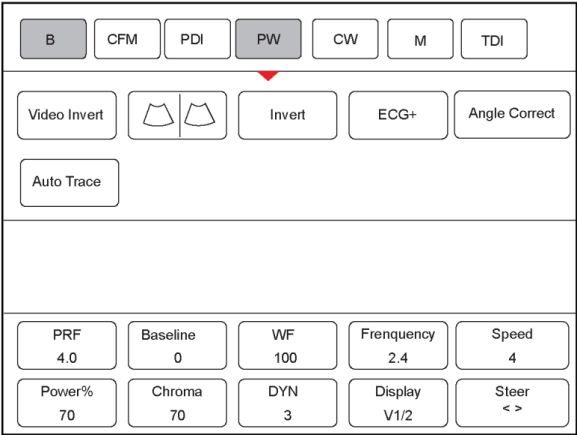 B CFM PDI PW CW M TDI
Video Invert Invert ECG+ Angle Correct
Auto Trace
PRF Baseline WF Frenquency Speed
4.0 0 100 2.4 4
Power% Chroma DYN Display Steer
70 70 3 V1/2 < >